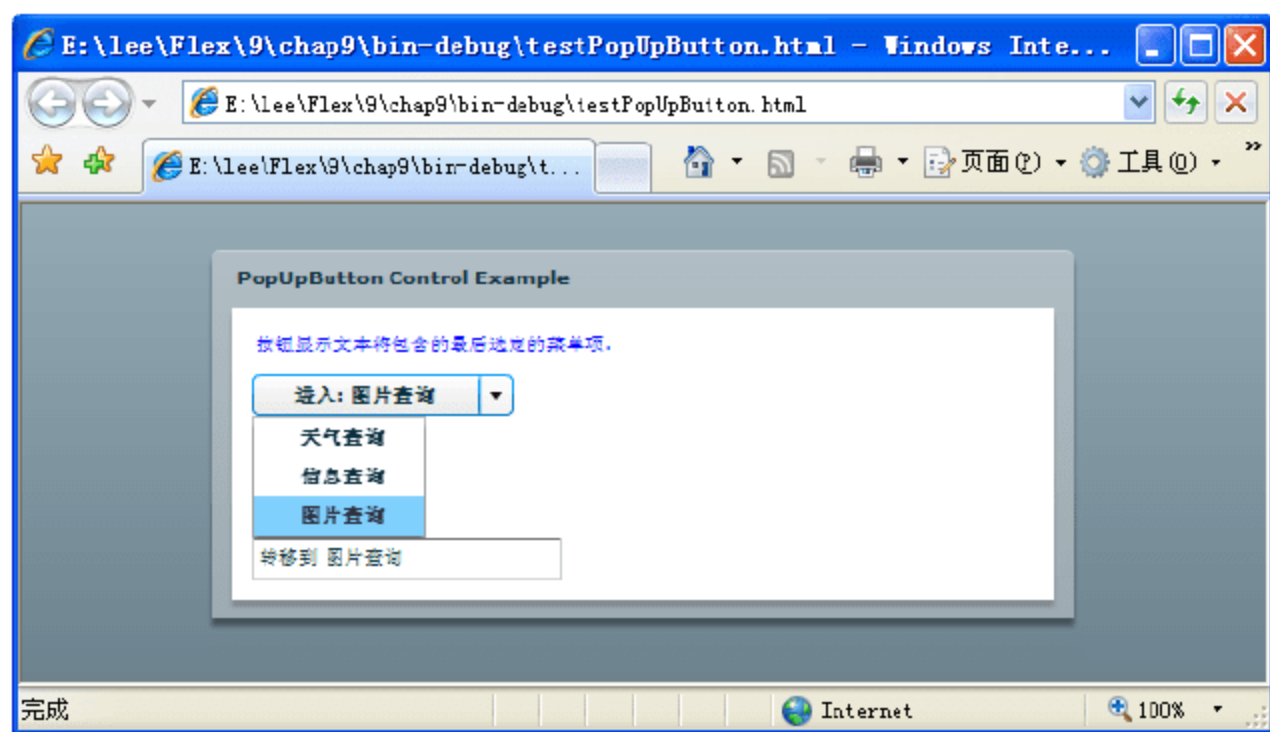 E:\lee\Flex\9\chap9\bin-debug\testPopUpButton.html - Windows Inte...
E:\lee\Flex\9\chap9\bin-debug\testPopUpButton.html
E:\lee\Flex\9\chap9\bin-debug\t...
页面(P)
工具(O)
PopUpButton Control Example
按钮显示文本将包含的最后选定的菜单项.
进入: 图片查询
天气查询
信息查询
图片查询
转移到 图片查询
完成
Internet
100%